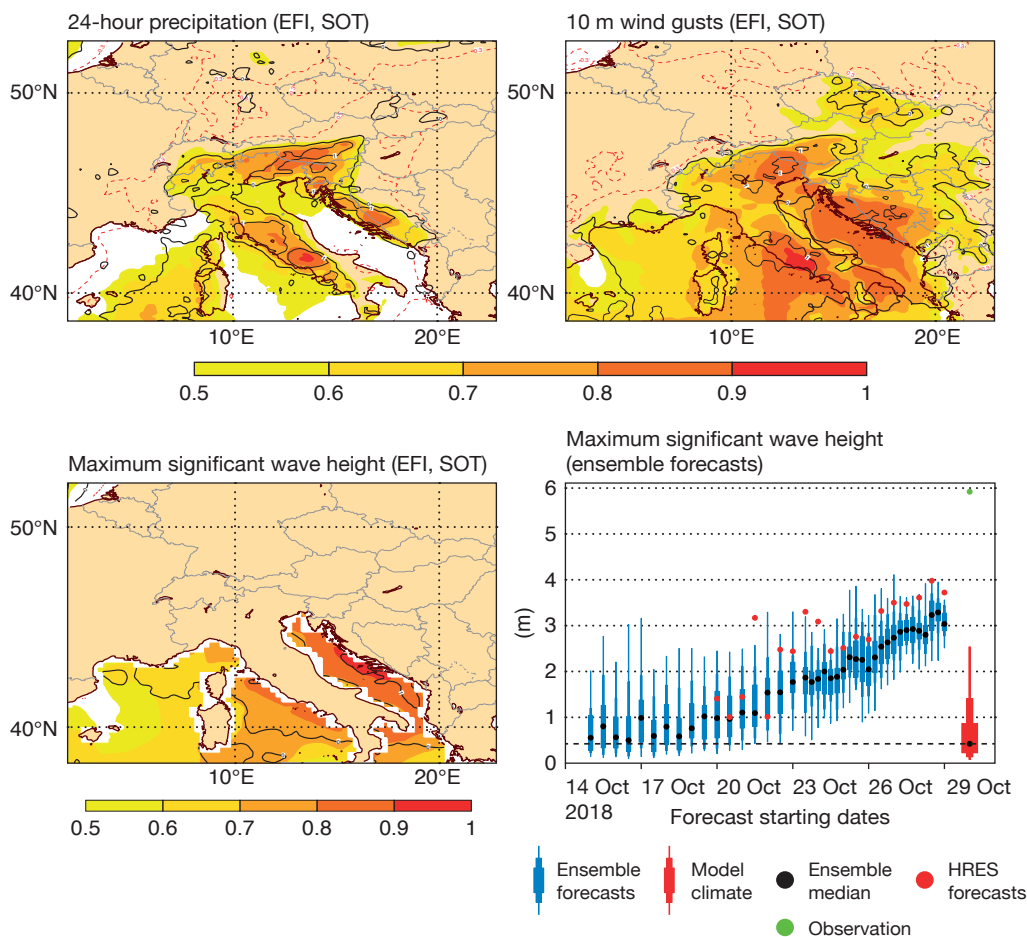 24-hour precipitation (EFI, SOT)
10 m wind gusts (EFI, SOT)
50°N
40°N
10°E
20°E
50°N
40°N
10°E
20°E
0.5
0.6
0.7
0.8
0.9
1
Maximum significant wave height (EFI, SOT)
50°N
40°N
10°E
20°E
0.5
0.6
0.7
0.8
0.9
1
Maximum significant wave height
(ensemble forecasts)
(m)
6
5
4
3
2
1
0
14 Oct
2018
17 Oct
20 Oct
23 Oct
26 Oct
29 Oct
Forecast starting dates
Ensemble
forecasts
Model
climate
Ensemble
median
HRES
forecasts
Observation